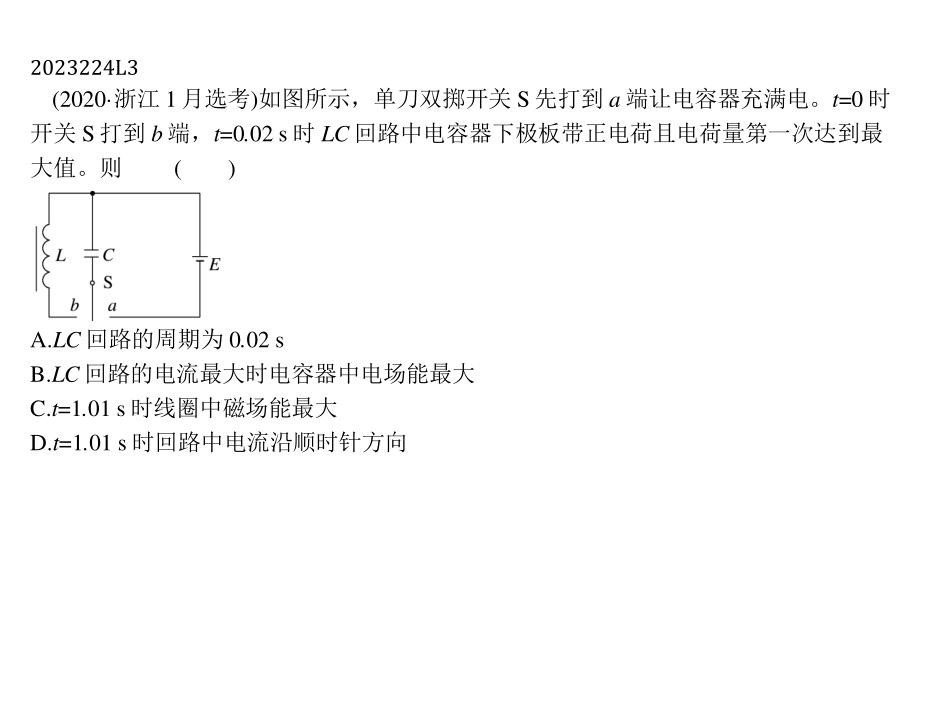 2023224L3
(2020·浙江 1 月选考)如图所示，单刀双掷开关 S 先打到 a 端让电容器充满电。t=0 时
开关 S 打到 b 端，t=0.02 s 时 LC 回路中电容器下极板带正电荷且电荷量第一次达到最
大值。则 (  )
L
C
E
S
b a
A.LC 回路的周期为 0.02 s
B.LC 回路的电流最大时电容器中电场能最大
C.t=1.01 s 时线圈中磁场能最大
D.t=1.01 s 时回路中电流沿顺时针方向